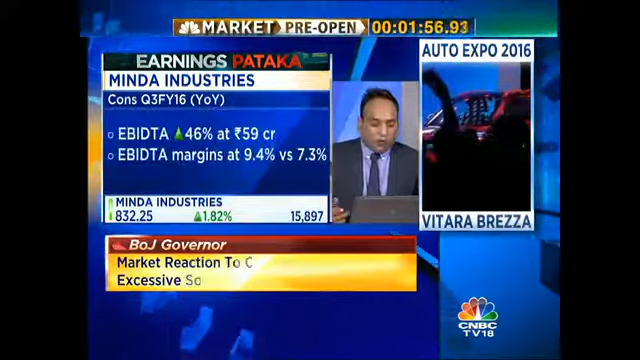 MARKET PRE-OPEN 00:01:56.93
EARNINGS PATAKA
MINDA INDUSTRIES
Cons Q3FY16 (YoY)
EBIDTA ▲46% at ₹59 cr
EBIDTA margins at 9.4% vs 7.3%
MINDA INDUSTRIES
832.25 ▲1.82% 15,897
AUTO EXPO 2016
VITARA BREZZA
BoJ Governor
Market Reaction To
Excessive
CNBC
TV18